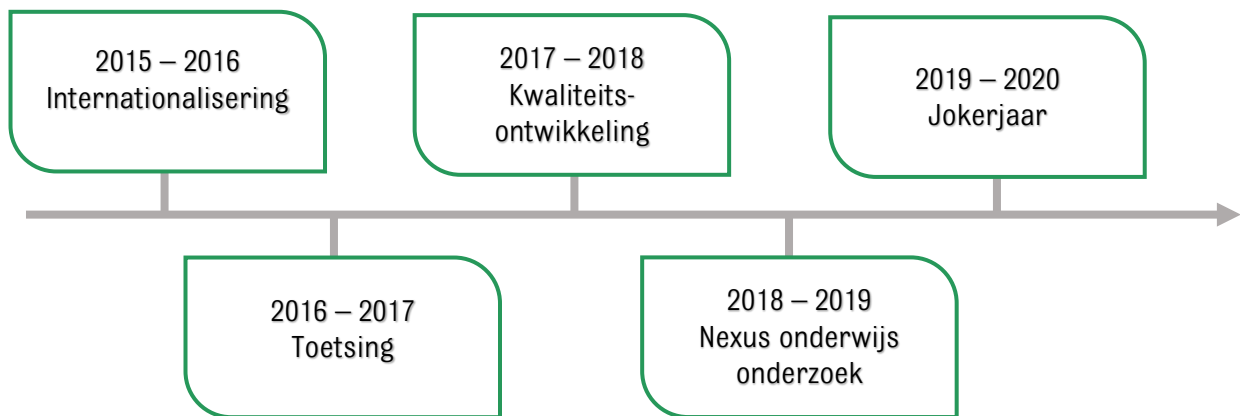 2015 – 2016
Internationalisering
2016 – 2017
Toetsing
2017 – 2018
Kwaliteits-
ontwikkeling
2018 – 2019
Nexus onderwijs
onderzoek
2019 – 2020
Jokerjaar